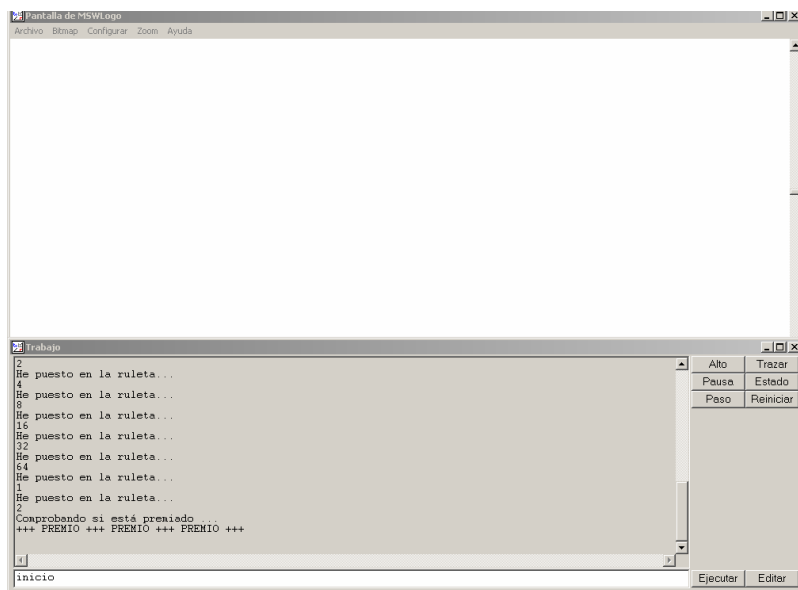 Pantalla de MSWLogo
Archivo Bitmap Configurar Zoom Ayuda
Trabajo
2
He puesto en la ruleta...
4
He puesto en la ruleta...
8
He puesto en la ruleta...
16
He puesto en la ruleta...
32
He puesto en la ruleta...
64
He puesto en la ruleta...
1
He puesto en la ruleta...
2
Comprobando si está premiado ...
+++ PREMIO +++ PREMIO +++ PREMIO +++
Alto Trazar
Pausa Estado
Paso Reiniciar
inicio
Ejecutar Editar